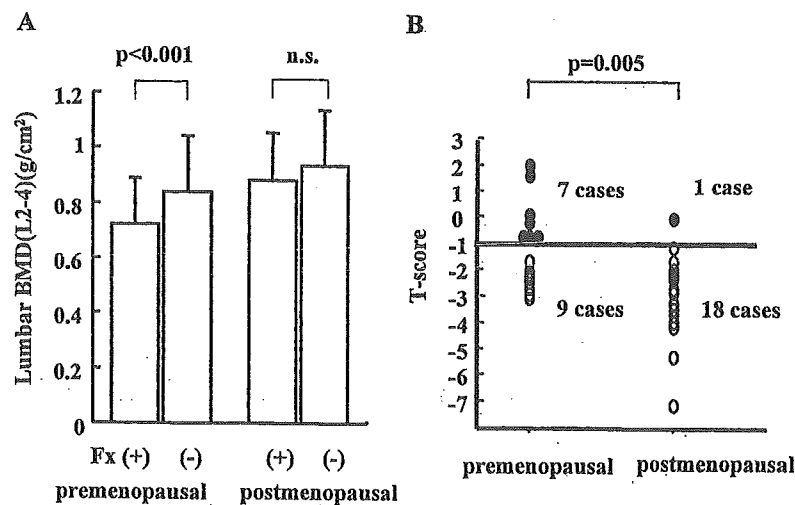 A
p<0.001
n.s.
Lumbar BMD(L2-4)(g/cm²)
1.2
1
0.8
0.6
0.4
0.2
0
Fx (+) (-) (+) (-)
premenopausal postmenopausal
B
p=0.005
T-score
3
2
1
0
-1
-2
-3
-4
-5
-6
-7
7 cases 1 case
9 cases 18 cases
premenopausal postmenopausal